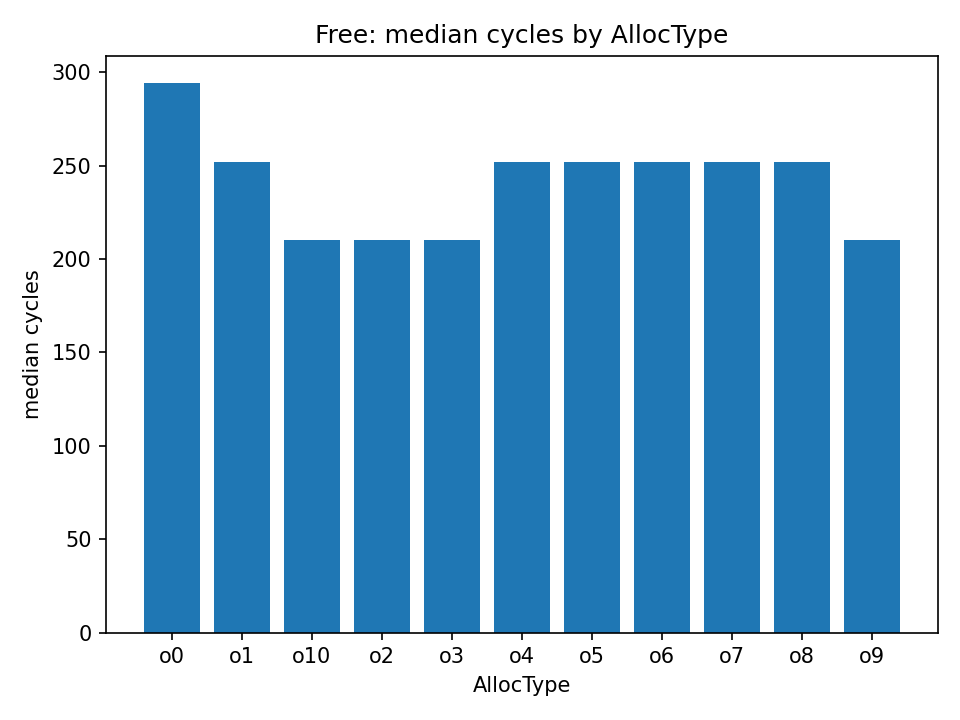 Free: median cycles by AllocType
300
250
200
150
100
50
0
median cycles
o0 o1 o10 o2 o3 o4 o5 o6 o7 o8 o9
AllocType